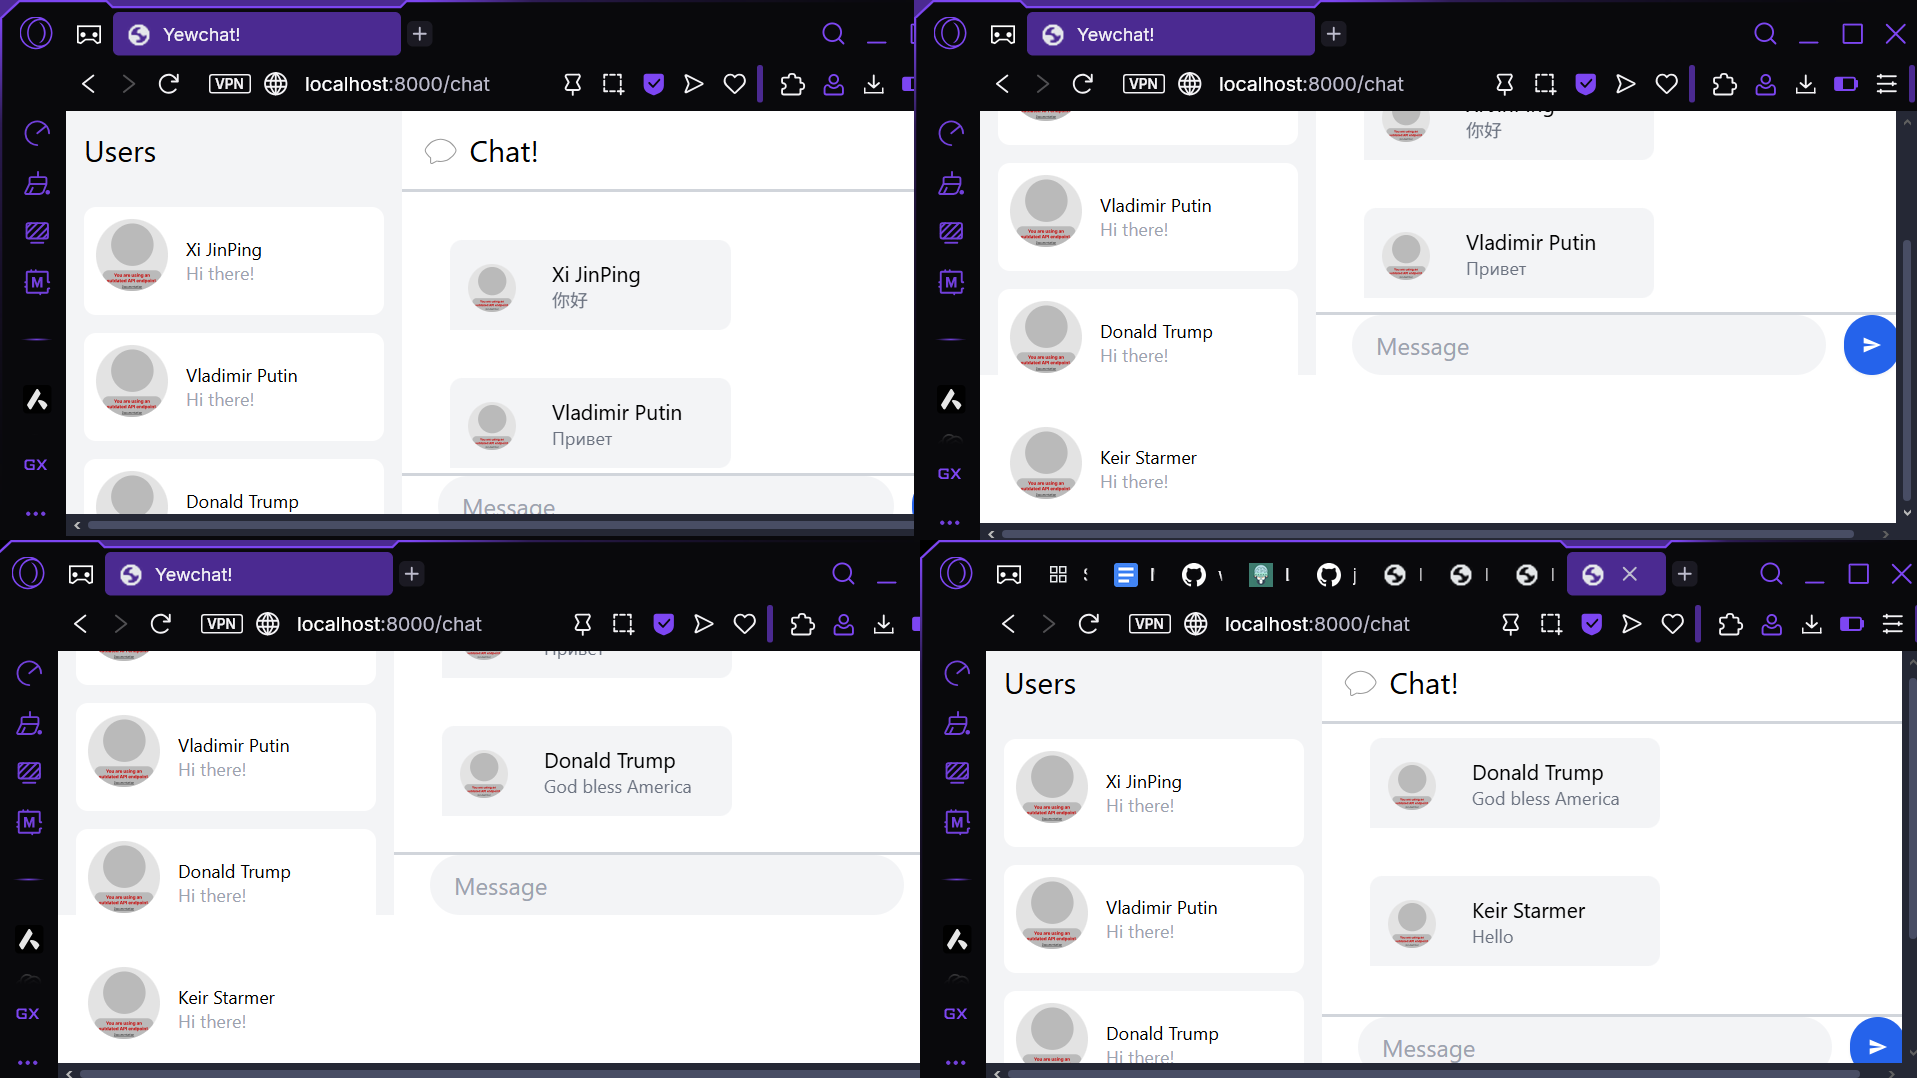 Yewchat!
VPN
localhost:8000/chat
Users
Chat!
Xi JinPing
Hi there!
Vladimir Putin
Hi there!
Donald Trump
Xi JinPing
你好
Vladimir Putin
Привет
Message
M
GX
Yewchat!
VPN
localhost:8000/chat
Vladimir Putin
Hi there!
Donald Trump
Hi there!
Keir Starmer
Hi there!
你好
Vladimir Putin
Привет
Message
M
GX
Yewchat!
VPN
localhost:8000/chat
Vladimir Putin
Hi there!
Donald Trump
Hi there!
Keir Starmer
Hi there!
Привет
Donald Trump
God bless America
Message
M
GX
VPN
localhost:8000/chat
Users
Chat!
Xi JinPing
Hi there!
Vladimir Putin
Hi there!
Donald Trump
Hi there!
Donald Trump
God bless America
Keir Starmer
Hello
Message
M
GX